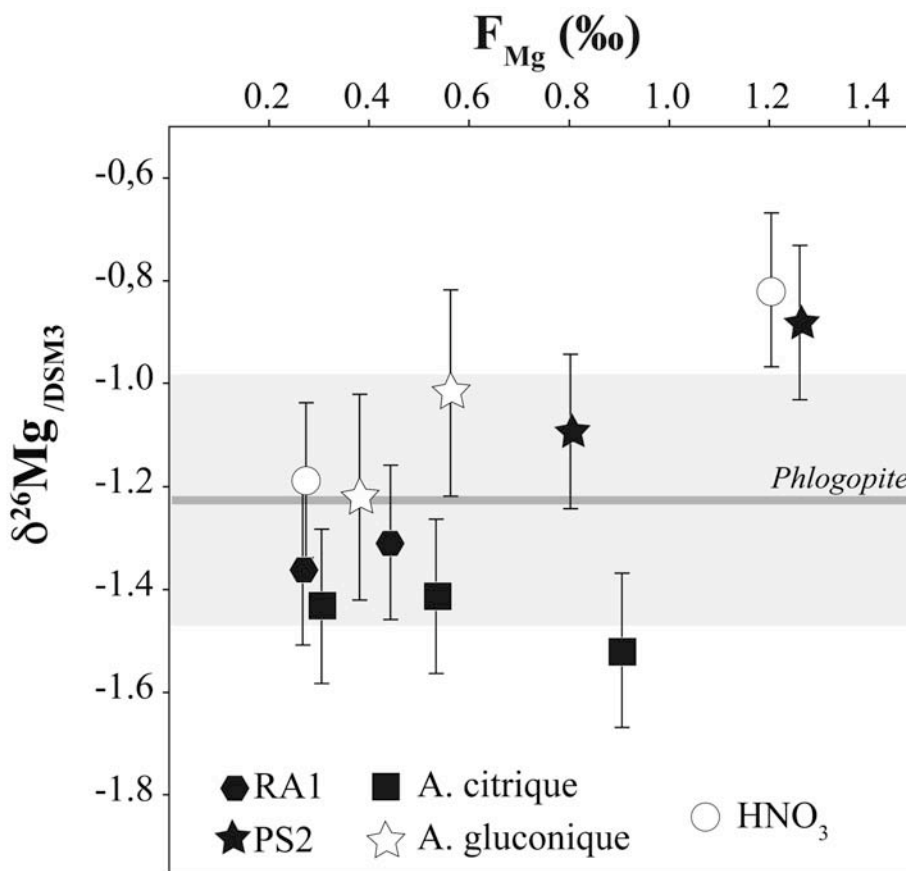 F_Mg (‰)
0.2 0.4 0.6 0.8 1.0 1.2 1.4
δ²⁶Mg_/DSM3
-0,6
-0.8
-1.0
-1.2
-1.4
-1.6
-1.8
Phlogopite
RA1 A. citrique
PS2 A. gluconique HNO₃